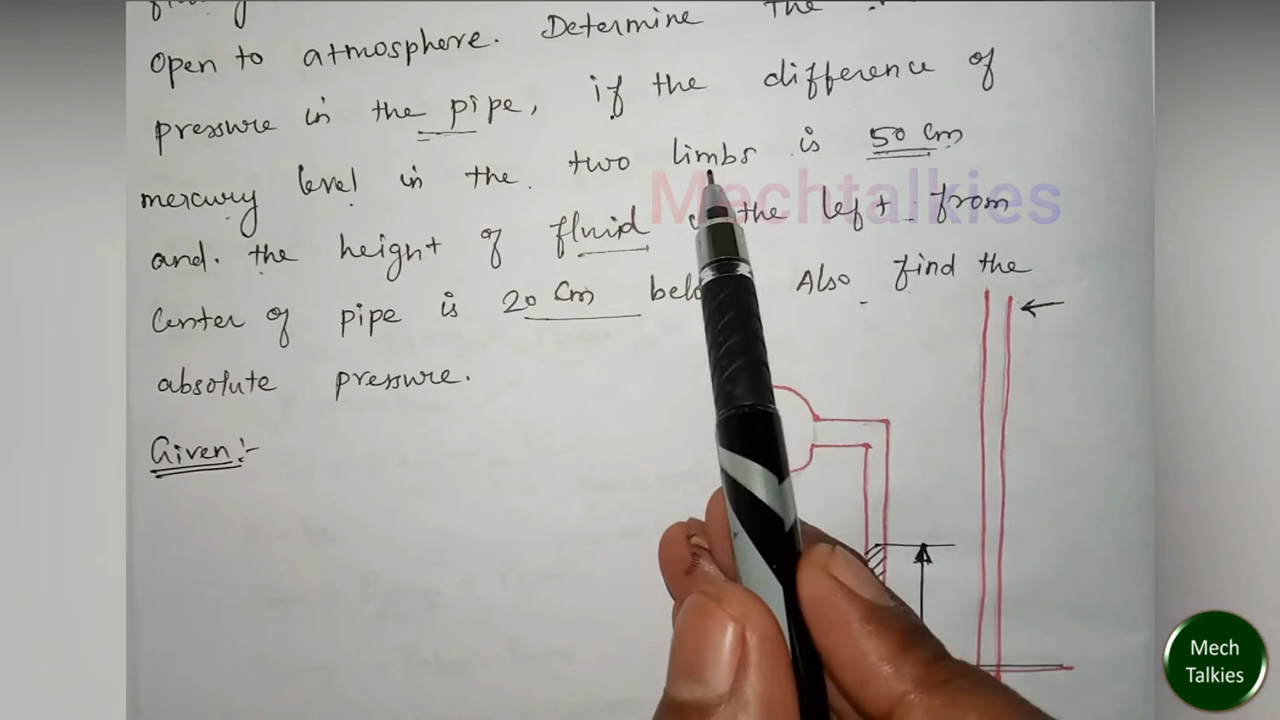 open to atmosphere. Determine the
pressure in the pipe, if the difference of
mercury level in the two limbs is 50 cm
and. the height of fluid the left from
Center of pipe is 20 cm Also find the
absolute pressure.
Given:-
Mechtalkies
Mech
Talkies